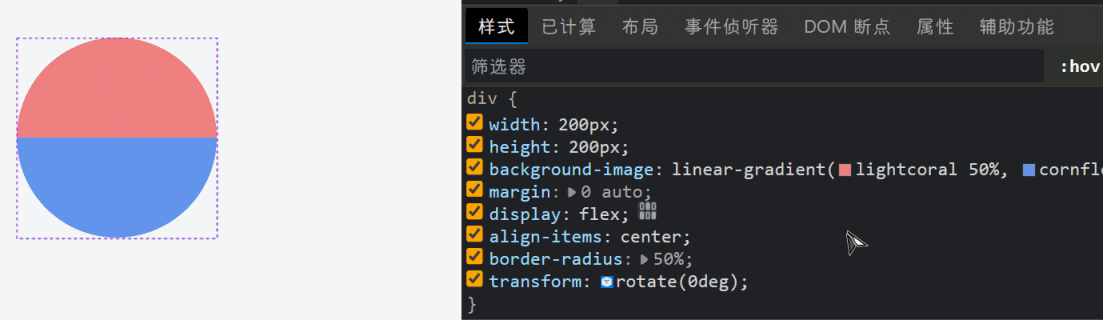 样式 已计算 布局 事件侦听器 DOM 断点 属性 辅助功能
筛选器 :hov
div {
width: 200px;
height: 200px;
background-image: linear-gradient(lightcoral 50%, cornfl
margin: 0 auto;
display: flex;
align-items: center;
border-radius: 50%;
transform: rotate(0deg);
}